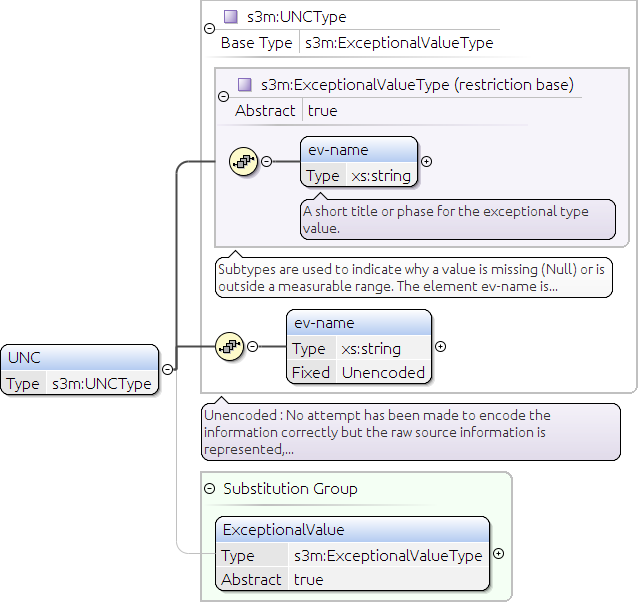 s3m:UNCType
Base Type s3m:ExceptionalValueType
s3m:ExceptionalValueType (restriction base)
Abstract true
ev-name
Type xs:string
A short title or phase for the exceptional type
value.
Subtypes are used to indicate why a value is missing (Null) or is
outside a measurable range. The element ev-name is...
ev-name
Type xs:string
Fixed Unencoded
UNC
Type s3m:UNCType
Unencoded : No attempt has been made to encode the
information correctly but the raw source information is
represented,...
Substitution Group
ExceptionalValue
Type s3m:ExceptionalValueType
Abstract true